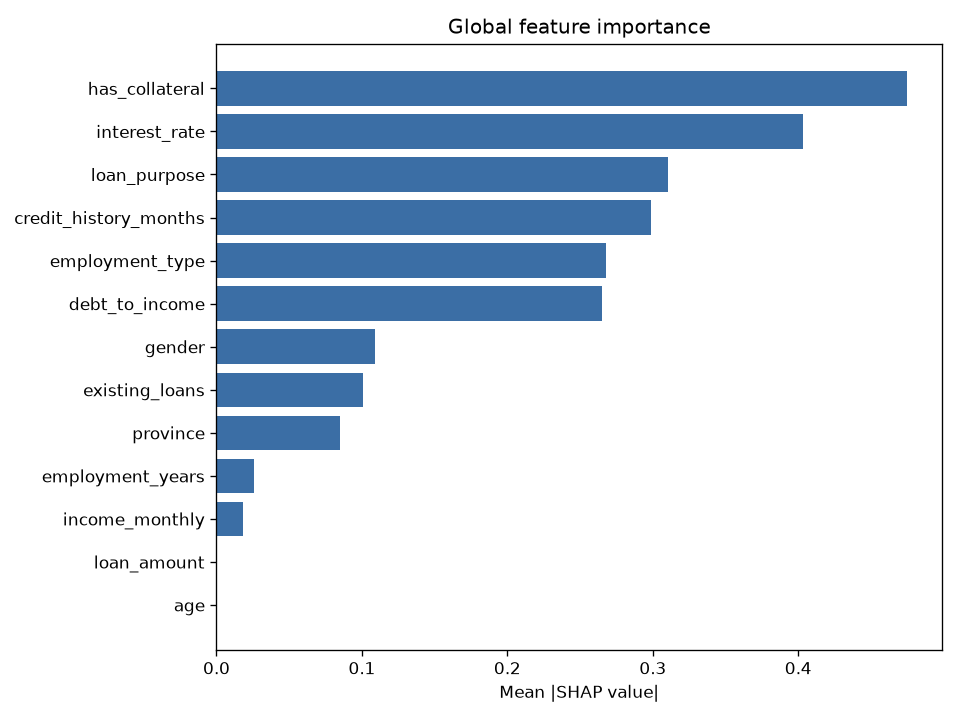 Global feature importance
has_collateral
interest_rate
loan_purpose
credit_history_months
employment_type
debt_to_income
gender
existing_loans
province
employment_years
income_monthly
loan_amount
age
0.0 0.1 0.2 0.3 0.4
Mean |SHAP value|